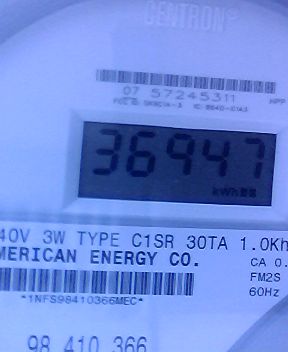 CENTRON®
07 57245311
HPP
36947
kWh
40V 3W TYPE C1SR 30TA 1.0Kh
MERICAN ENERGY CO.
CA 0.
FM2S
60Hz
*1NFS98410366MEC*
98 410 366